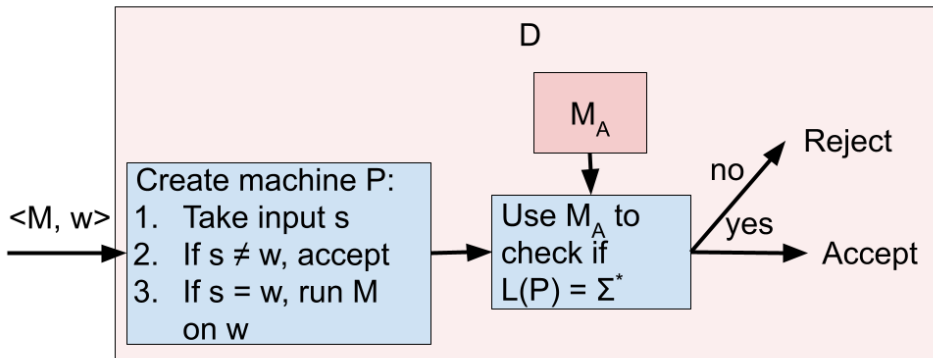 D
M_A
Create machine P:
1. Take input s
2. If s ≠ w, accept
3. If s = w, run M
on w
<M, w>
Use M_A to
check if
L(P) = Σ*
no
yes
Reject
Accept